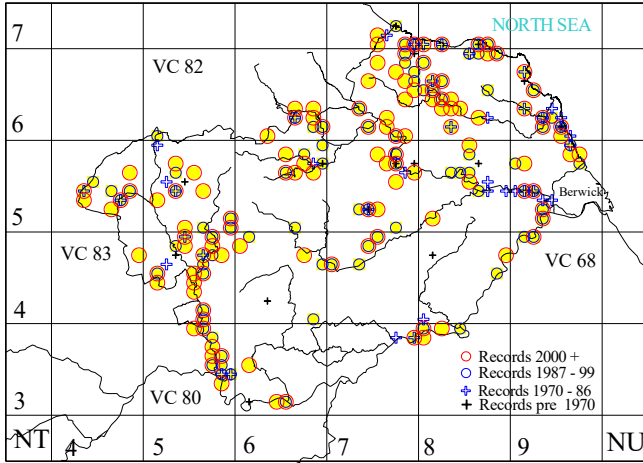 7
NORTH SEA
VC 82
6
Berwick
5
VC 83
VC 68
4
Records 2000 +
Records 1987 - 99
Records 1970 - 86
VC 80
Records pre 1970
3
NT 4 5 6 7 8 9 NU